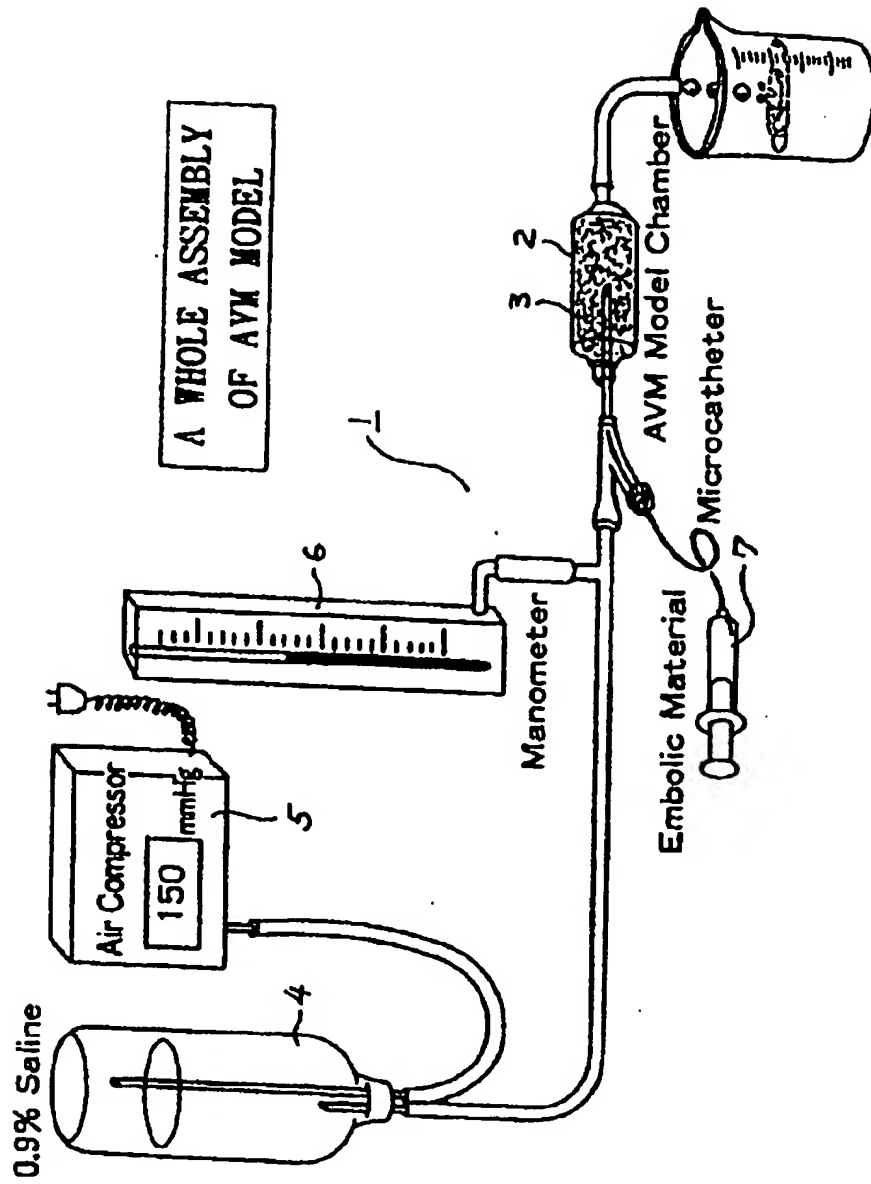 A WHOLE ASSEMBLY
OF AVM MODEL
0.9% Saline
Air Compressor
150
mmHg
5
4
6
1
Manometer
2
3
AVM Model Chamber
Microcatheter
Embolic Material
7